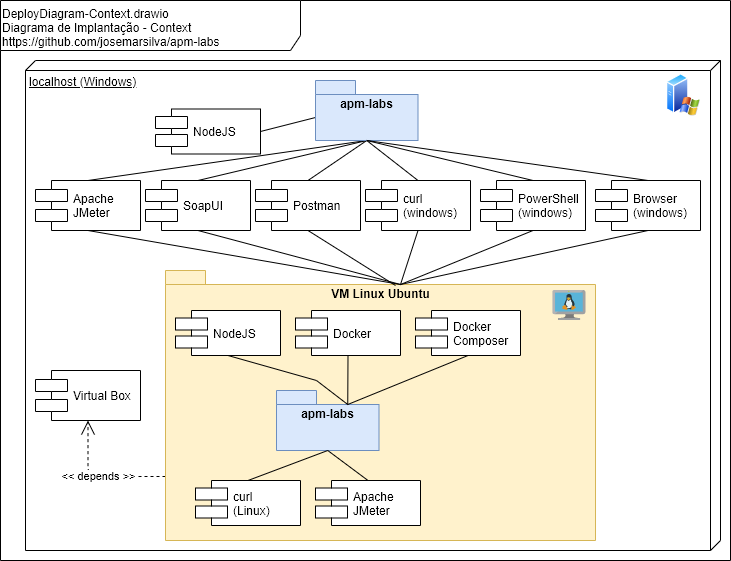 DeployDiagram-Context.drawio
Diagrama de Implantação - Context
https://github.com/josemarsilva/apm-labs
localhost (Windows)
apm-labs
NodeJS
Apache
JMeter
SoapUI
Postman
curl
(windows)
PowerShell
(windows)
Browser
(windows)
VM Linux Ubuntu
NodeJS
Docker
Docker
Composer
Virtual Box
apm-labs
<< depends >>
curl
(Linux)
Apache
JMeter